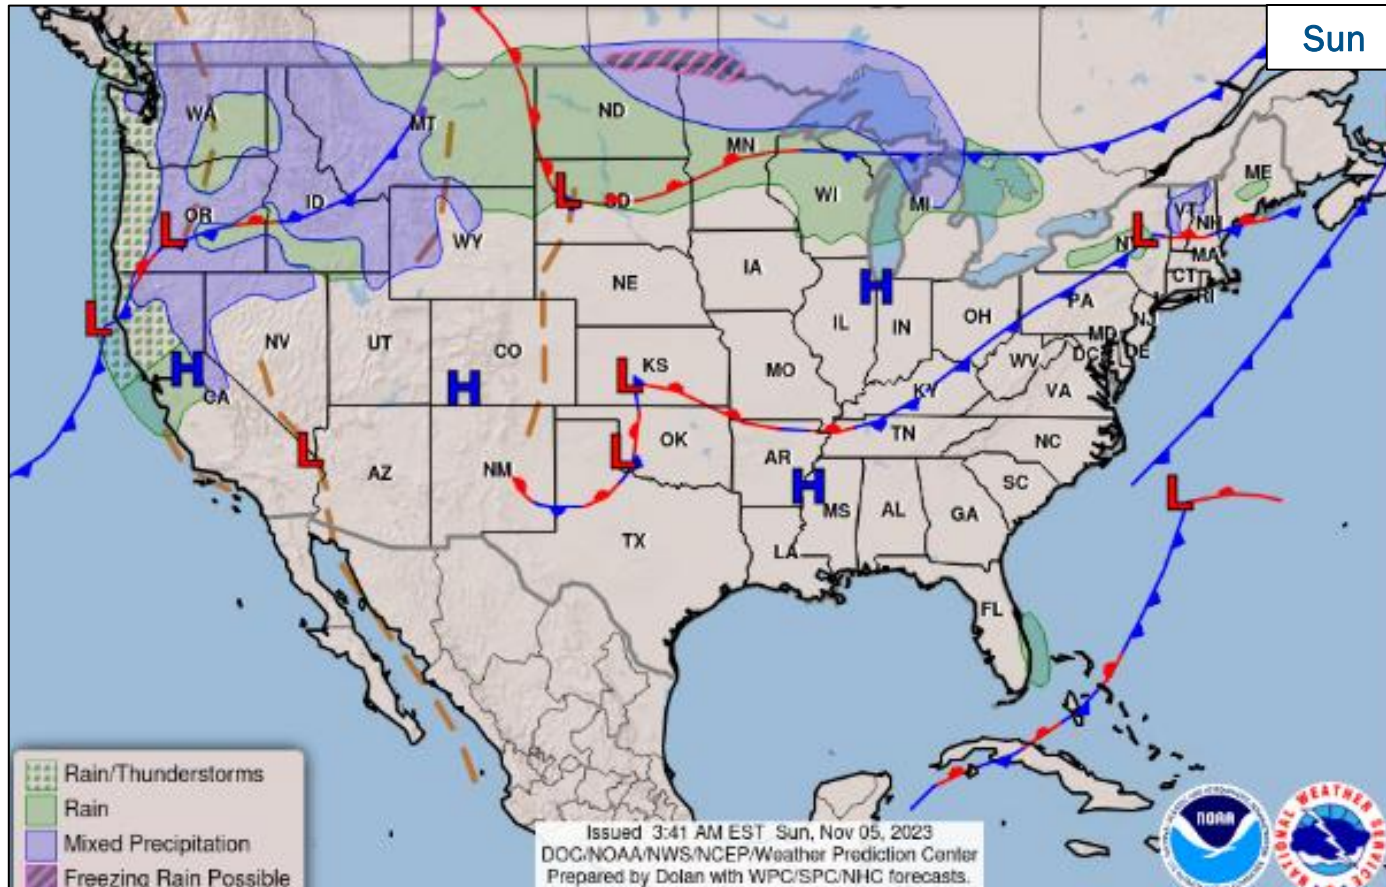 Sun
WA
MT
ND
MN
ME
OR
ID
SD
WI
MI
VT
NH
WY
NY
MA
CT
RI
IA
NE
PA
NJ
NV
UT
CO
IL
IN
OH
MD
DE
DC
WV
CA
KS
MO
KY
VA
AZ
NM
OK
AR
TN
NC
SC
TX
LA
MS
AL
GA
FL
L
L
L
L
L
L
L
L
H
H
H
H
Rain/Thunderstorms
Rain
Mixed Precipitation
Freezing Rain Possible
Issued 3:41 AM EST Sun, Nov 05, 2023
DOC/NOAA/NWS/NCEP/Weather Prediction Center
Prepared by Dolan with WPC/SPC/NHC forecasts.
NOAA
NATIONAL WEATHER SERVICE